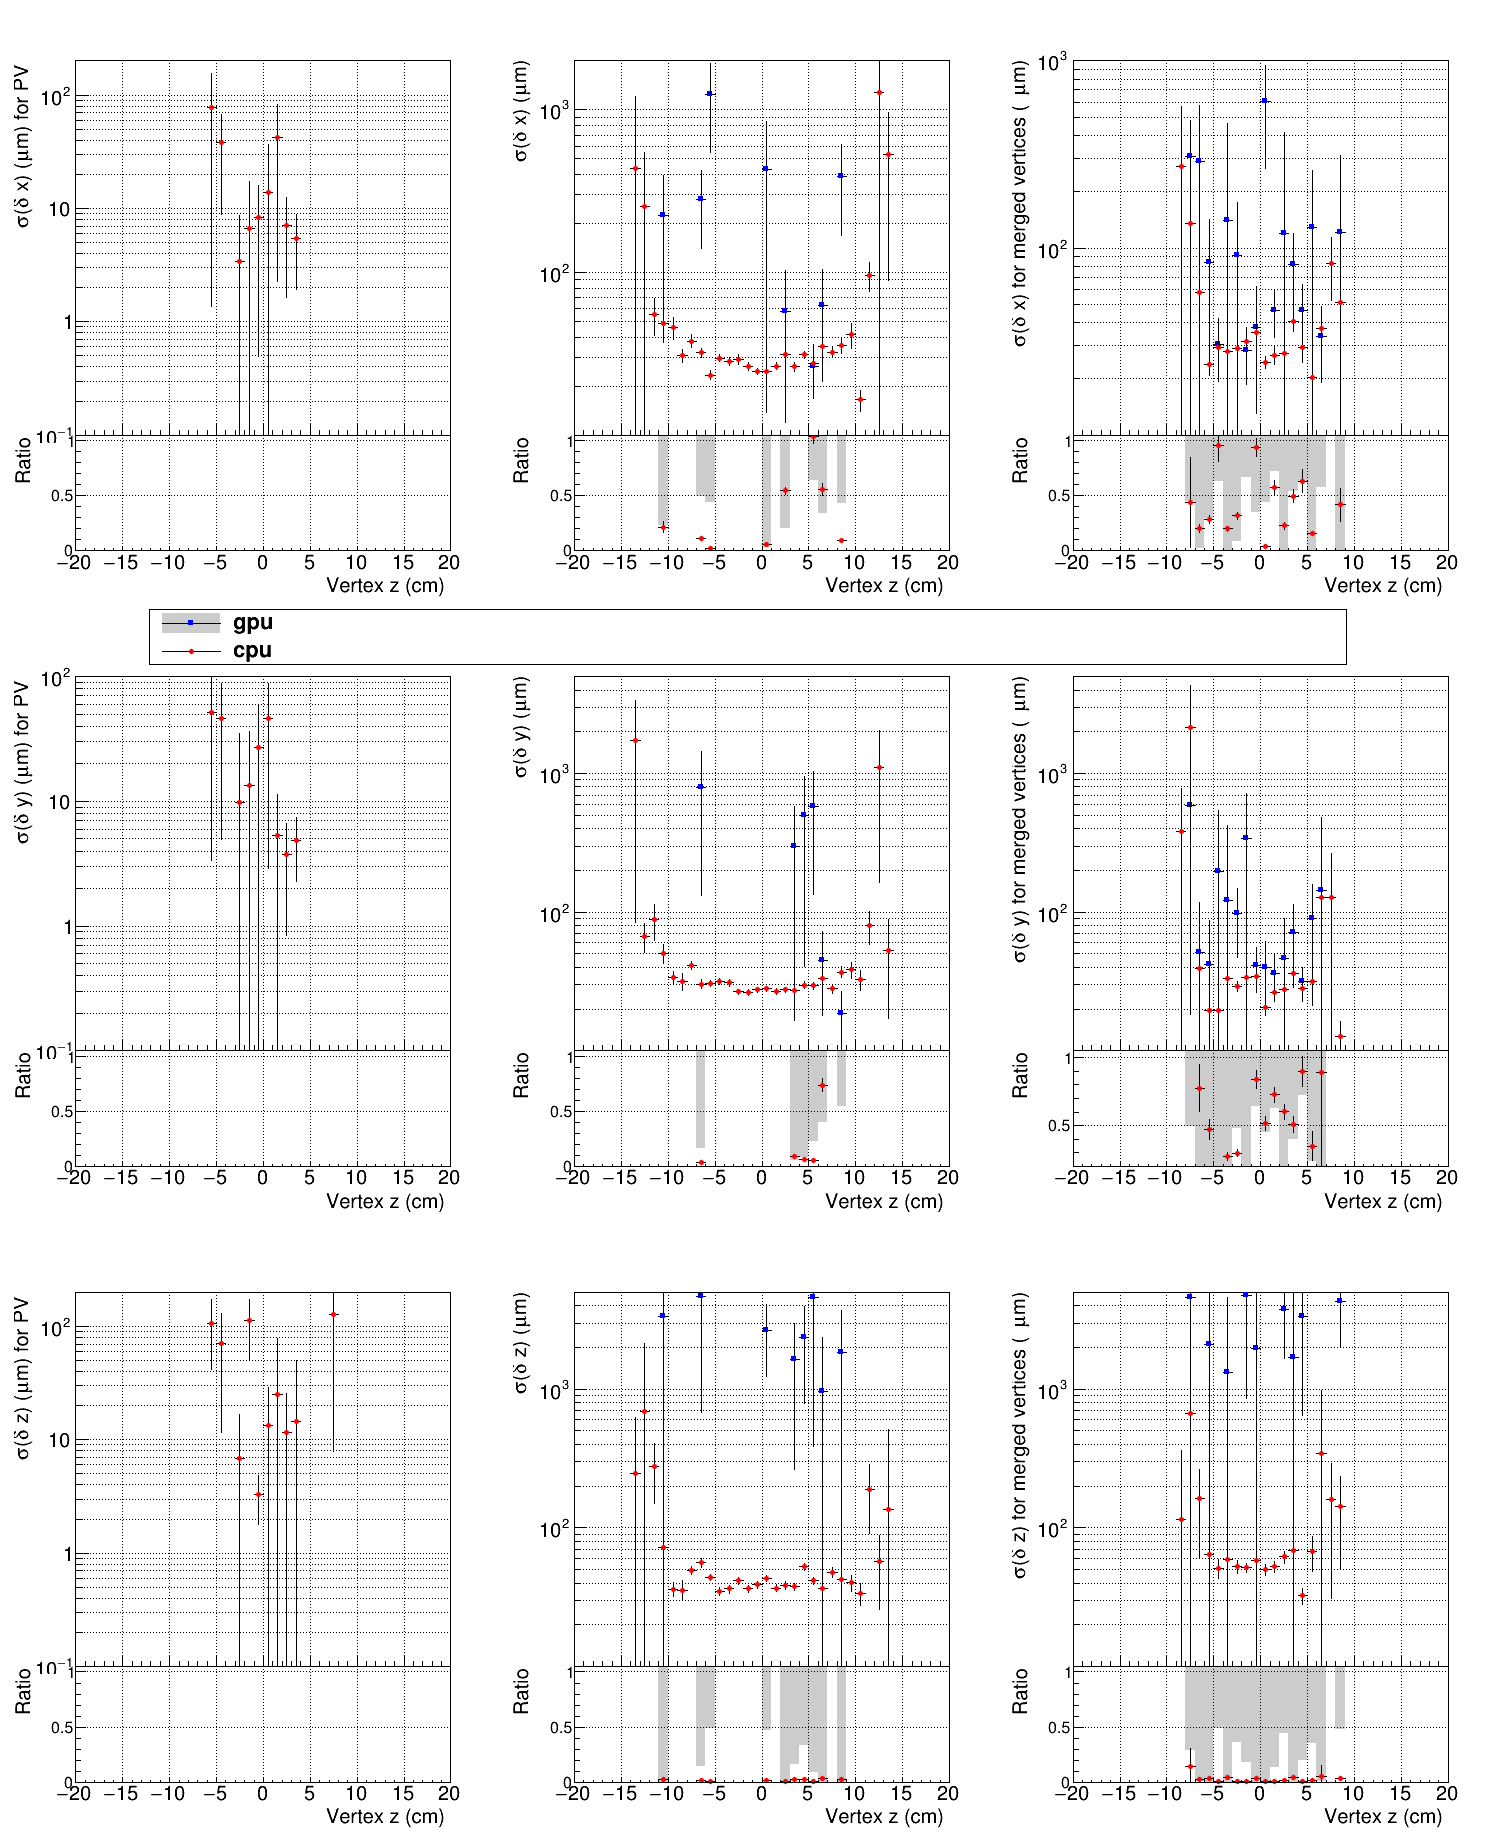 σ(δ x) (μm) for PV
10²
10
1
10⁻¹
Ratio
1
0.5
0
−20 −15 −10 −5 0 5 10 15 20
Vertex z (cm)
σ(δ x) (μm)
10³
10²
Ratio
1
0.5
0
−20 −15 −10 −5 0 5 10 15 20
Vertex z (cm)
σ(δ x) for merged vertices ( μm)
10³
10²
Ratio
1
0.5
0
−20 −15 −10 −5 0 5 10 15 20
Vertex z (cm)
gpu
cpu
σ(δ y) (μm) for PV
10²
10
1
10⁻¹
Ratio
1
0.5
0
−20 −15 −10 −5 0 5 10 15 20
Vertex z (cm)
σ(δ y) (μm)
10³
10²
Ratio
1
0.5
0
−20 −15 −10 −5 0 5 10 15 20
Vertex z (cm)
σ(δ y) for merged vertices ( μm)
10³
10²
Ratio
1
0.5
−20 −15 −10 −5 0 5 10 15 20
Vertex z (cm)
σ(δ z) (μm) for PV
10²
10
1
10⁻¹
Ratio
1
0.5
0
−20 −15 −10 −5 0 5 10 15 20
Vertex z (cm)
σ(δ z) (μm)
10³
10²
Ratio
1
0.5
0
−20 −15 −10 −5 0 5 10 15 20
Vertex z (cm)
σ(δ z) for merged vertices ( μm)
10³
10²
Ratio
1
0.5
0
−20 −15 −10 −5 0 5 10 15 20
Vertex z (cm)